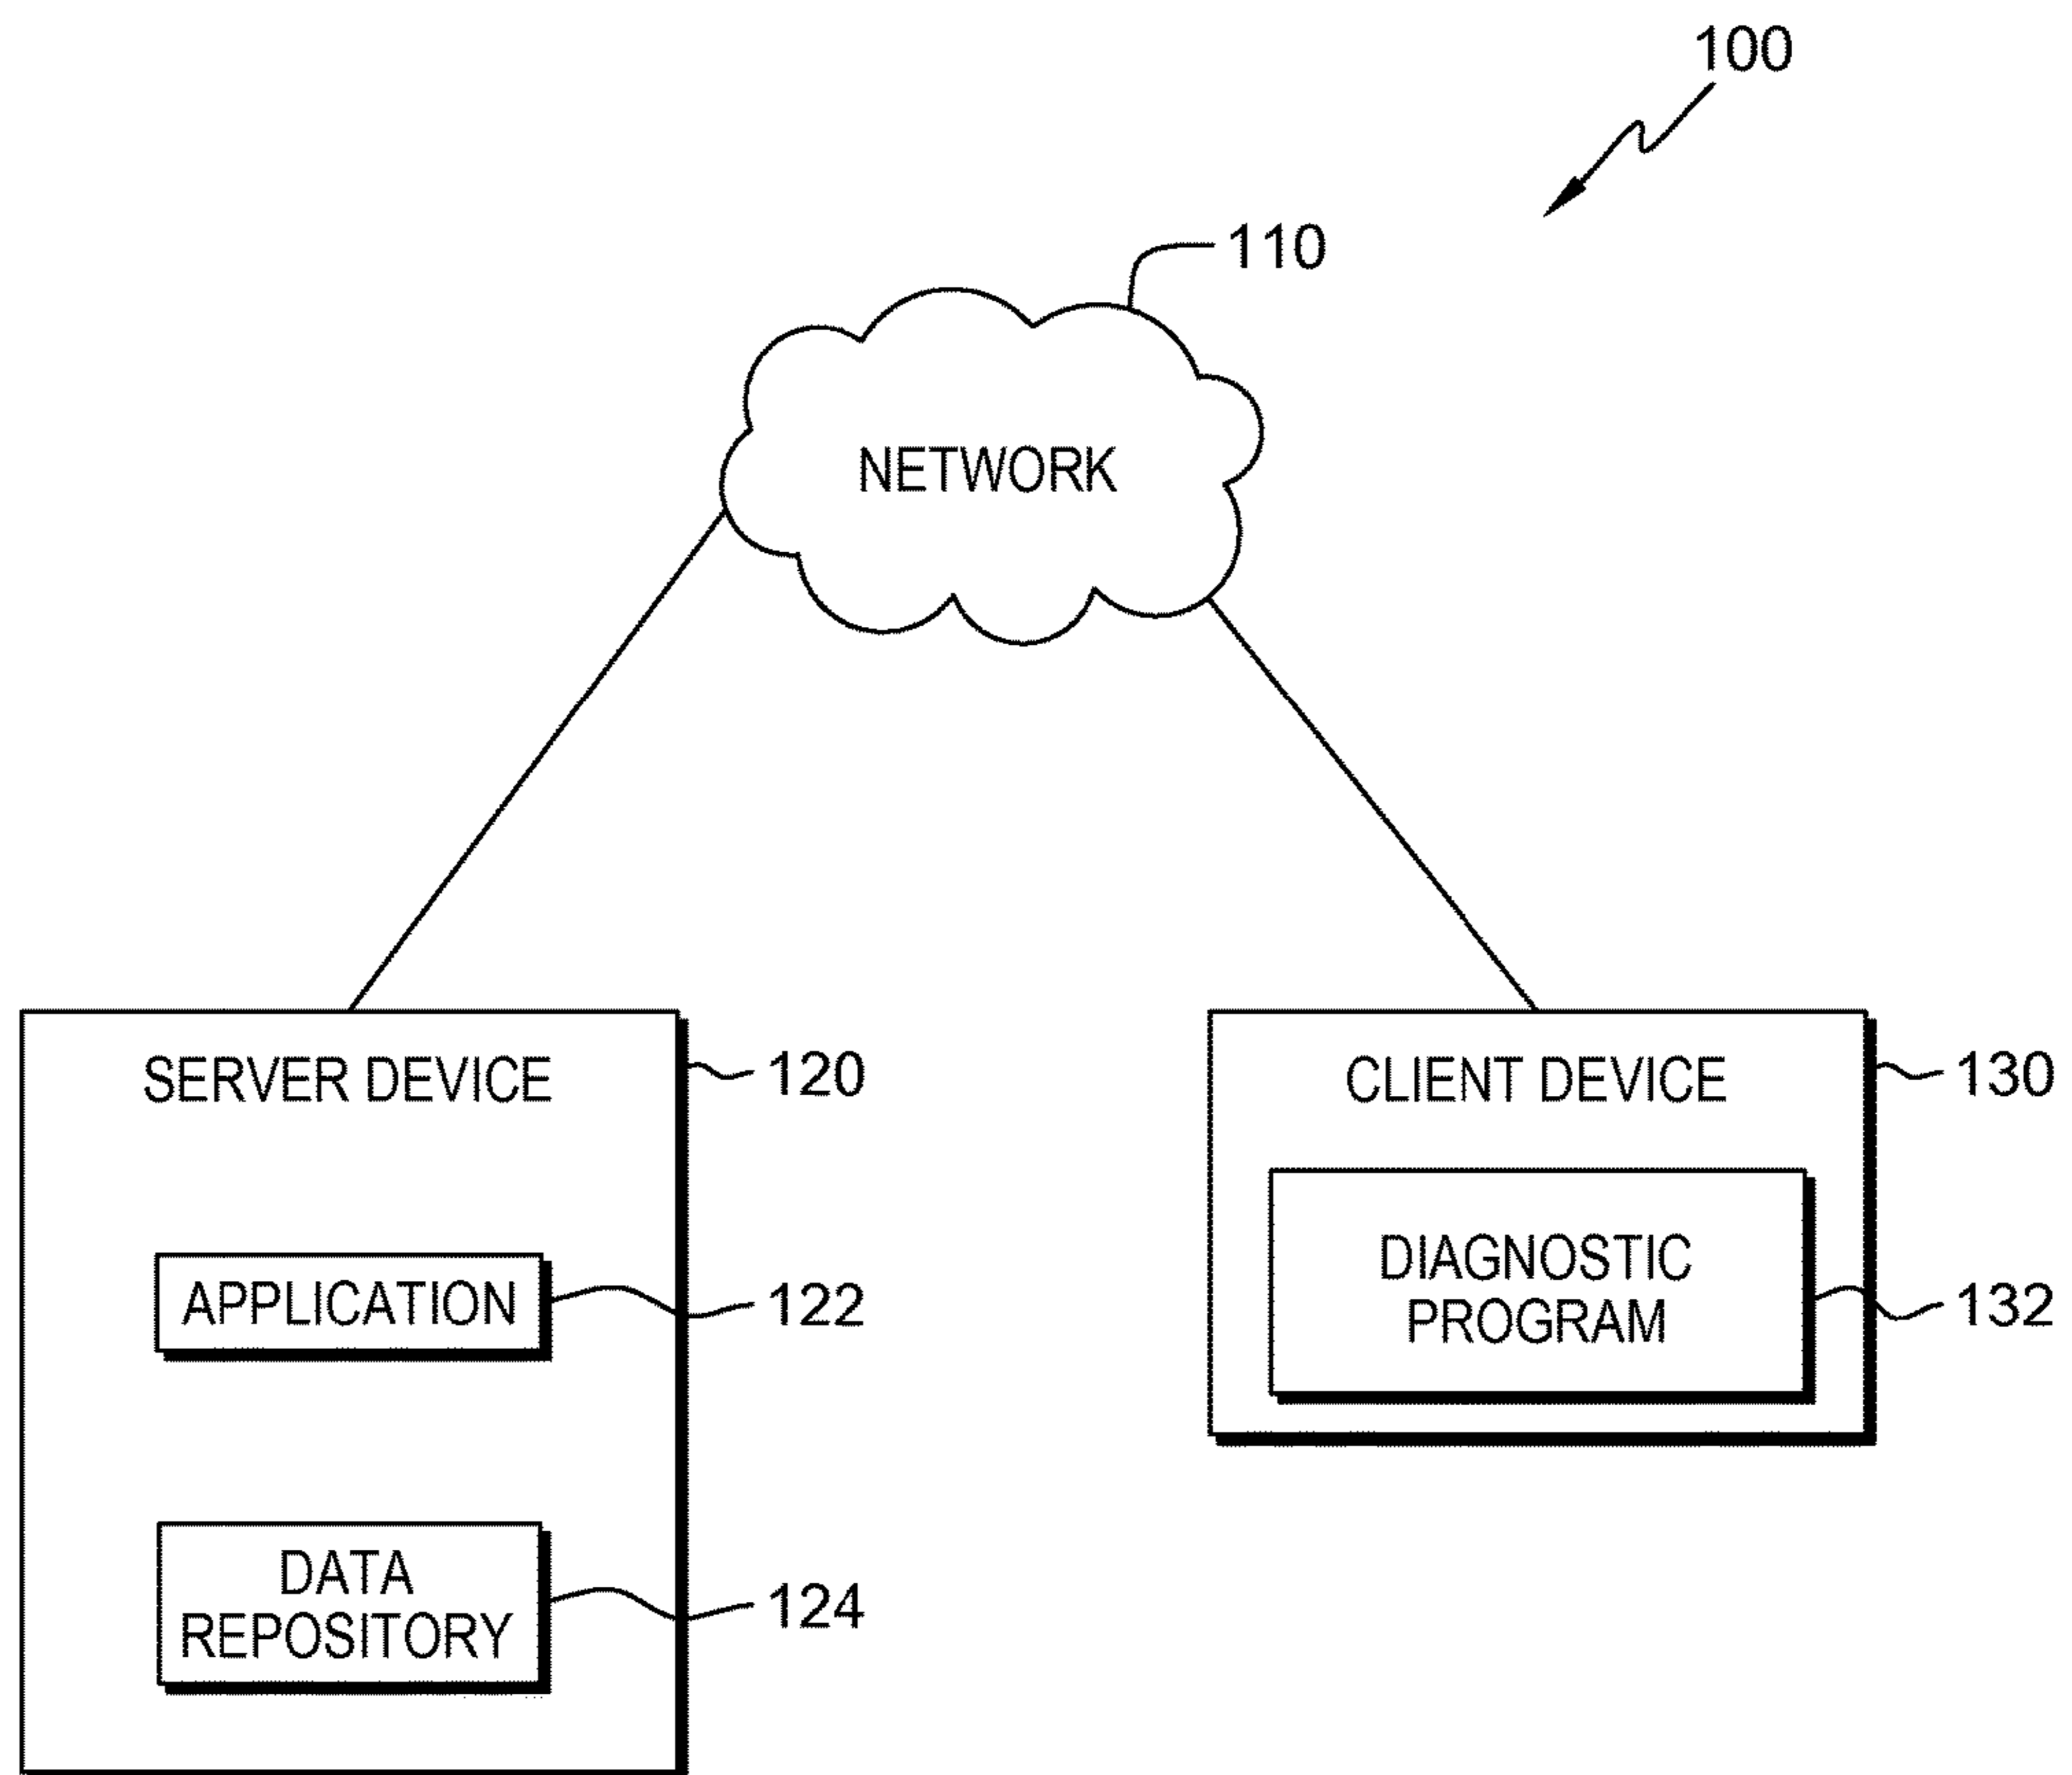 100
110
NETWORK
SERVER DEVICE
120
APPLICATION
122
DATA
REPOSITORY
124
CLIENT DEVICE
130
DIAGNOSTIC
PROGRAM
132